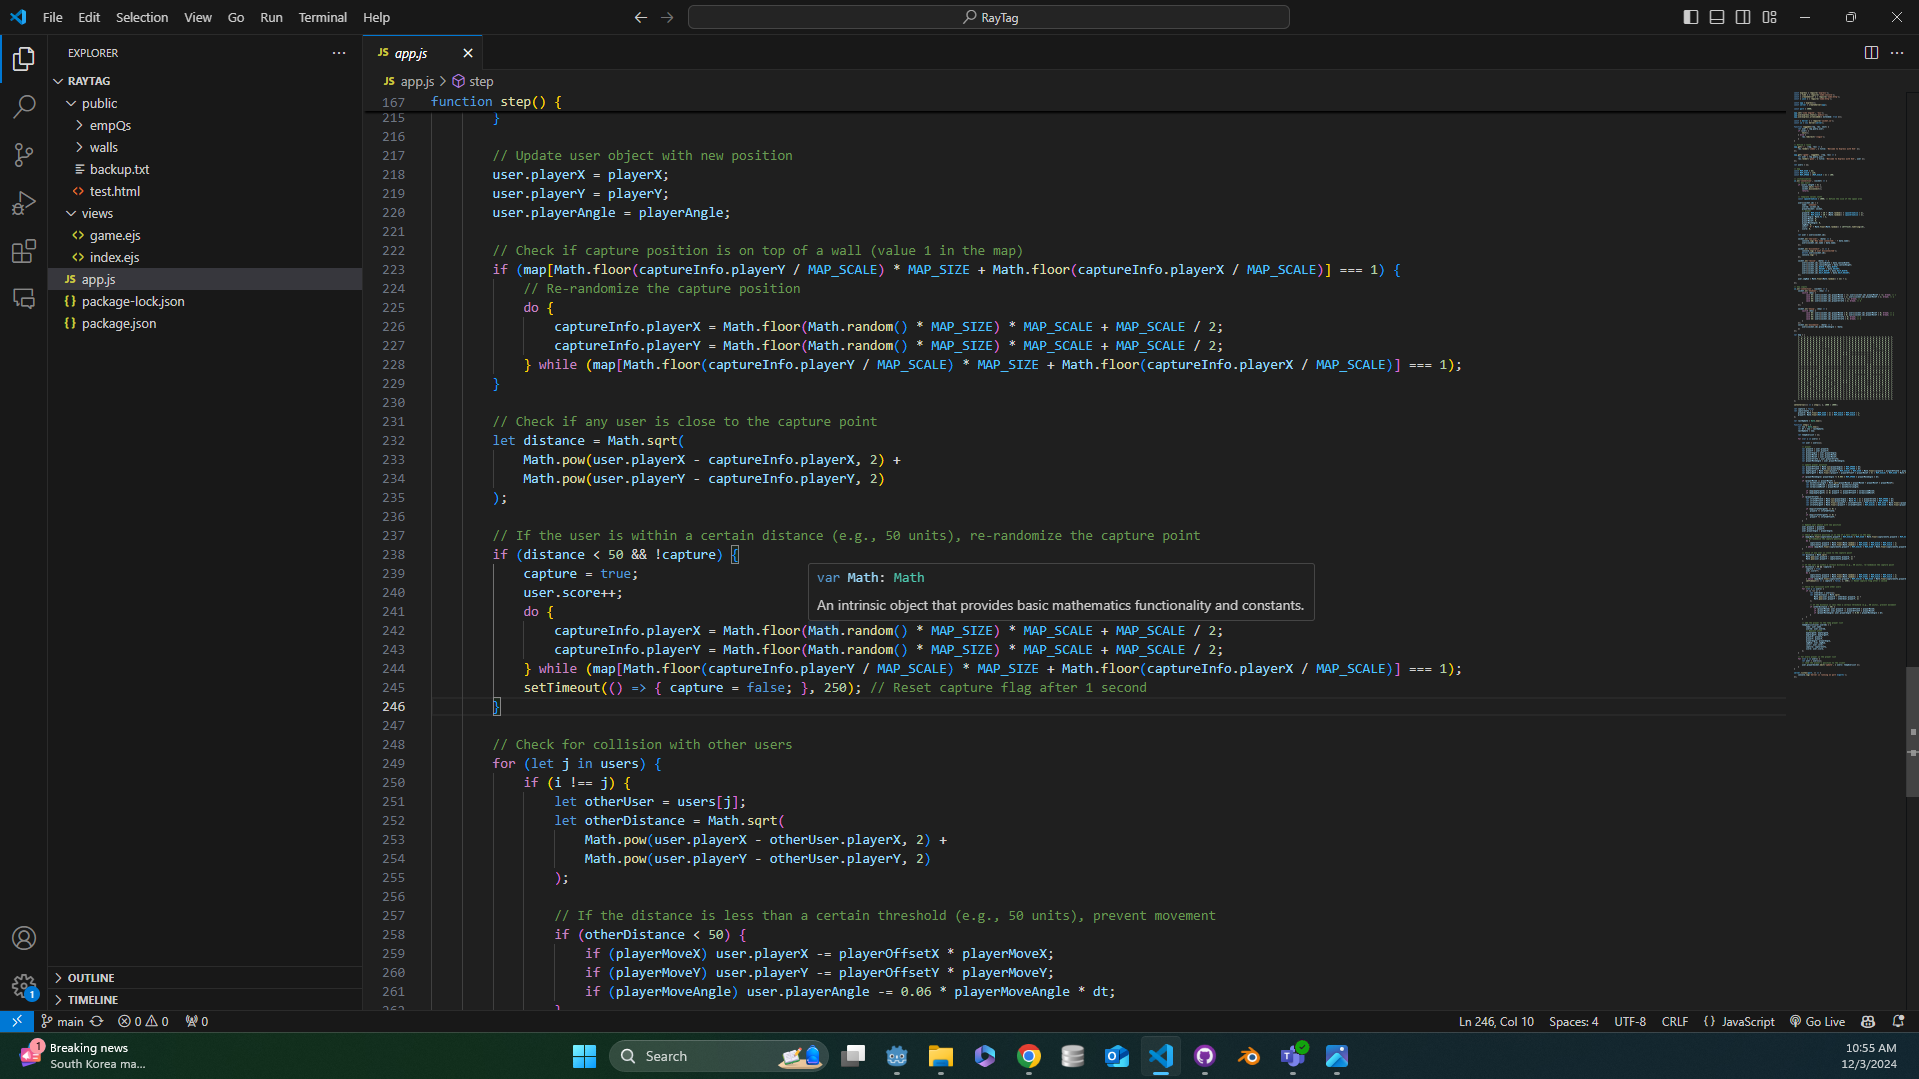 File Edit Selection View Go Run Terminal Help
RayTag
EXPLORER
RAYTAG
public
empQs
walls
backup.txt
test.html
views
game.ejs
index.ejs
JS app.js
{} package-lock.json
{} package.json
OUTLINE
TIMELINE
JS app.js
JS app.js > step
167 function step() {
215 }
216
217 // Update user object with new position
218 user.playerX = playerX;
219 user.playerY = playerY;
220 user.playerAngle = playerAngle;
221
222 // Check if capture position is on top of a wall (value 1 in the map)
223 if (map[Math.floor(captureInfo.playerY / MAP_SCALE) * MAP_SIZE + Math.floor(captureInfo.playerX / MAP_SCALE)] === 1) {
224 // Re-randomize the capture position
225 do {
226 captureInfo.playerX = Math.floor(Math.random() * MAP_SIZE) * MAP_SCALE + MAP_SCALE / 2;
227 captureInfo.playerY = Math.floor(Math.random() * MAP_SIZE) * MAP_SCALE + MAP_SCALE / 2;
228 } while (map[Math.floor(captureInfo.playerY / MAP_SCALE) * MAP_SIZE + Math.floor(captureInfo.playerX / MAP_SCALE)] === 1);
229 }
230
231 // Check if any user is close to the capture point
232 let distance = Math.sqrt(
233 Math.pow(user.playerX - captureInfo.playerX, 2) +
234 Math.pow(user.playerY - captureInfo.playerY, 2)
235 );
236
237 // If the user is within a certain distance (e.g., 50 units), re-randomize the capture point
238 if (distance < 50 && !capture) {
239 capture = true;
var Math: Math
240 user.score++;
An intrinsic object that provides basic mathematics functionality and constants.
241 do {
242 captureInfo.playerX = Math.floor(Math.random() * MAP_SIZE) * MAP_SCALE + MAP_SCALE / 2;
243 captureInfo.playerY = Math.floor(Math.random() * MAP_SIZE) * MAP_SCALE + MAP_SCALE / 2;
244 } while (map[Math.floor(captureInfo.playerY / MAP_SCALE) * MAP_SIZE + Math.floor(captureInfo.playerX / MAP_SCALE)] === 1);
245 setTimeout(() => { capture = false; }, 250); // Reset capture flag after 1 second
246 }
247
248 // Check for collision with other users
249 for (let j in users) {
250 if (i !== j) {
251 let otherUser = users[j];
252 let otherDistance = Math.sqrt(
253 Math.pow(user.playerX - otherUser.playerX, 2) +
254 Math.pow(user.playerY - otherUser.playerY, 2)
255 );
256
257 // If the distance is less than a certain threshold (e.g., 50 units), prevent movement
258 if (otherDistance < 50) {
259 if (playerMoveX) user.playerX -= playerOffsetX * playerMoveX;
260 if (playerMoveY) user.playerY -= playerOffsetY * playerMoveY;
261 if (playerMoveAngle) user.playerAngle -= 0.06 * playerMoveAngle * dt;
1
main 0 0 0
Ln 246, Col 10 Spaces: 4 UTF-8 CRLF {} JavaScript Go Live
1
Breaking news
South Korea ma...
Search
10:55 AM
12/3/2024